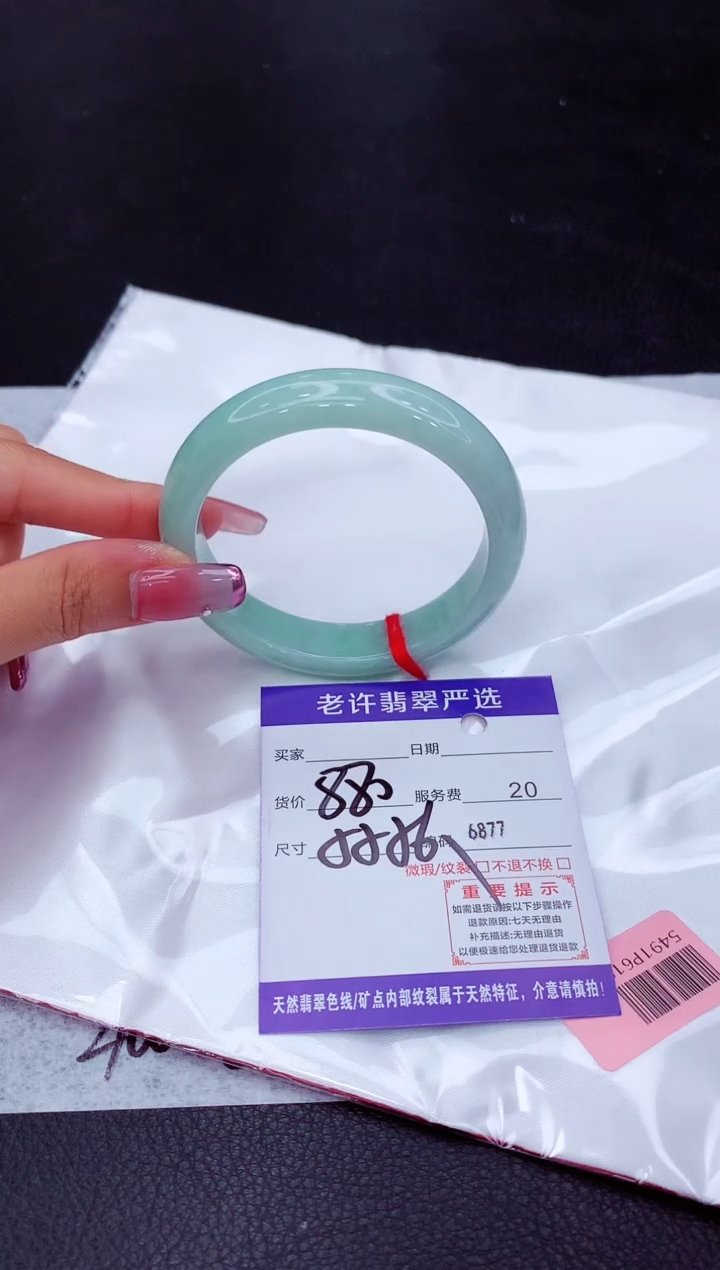 老许翡翠严选
买家 日期
货价 880 服务费 20
尺寸 6877
微瑕/纹裂□不退不换□
重要提示
如需退货请按以下步骤操作
退款原因:七天无理由
补充描述:无理由退货
以便极速给您处理退货退款
天然翡翠色线/矿点内部纹裂属于天然特征，介意请慎拍！
5491P61